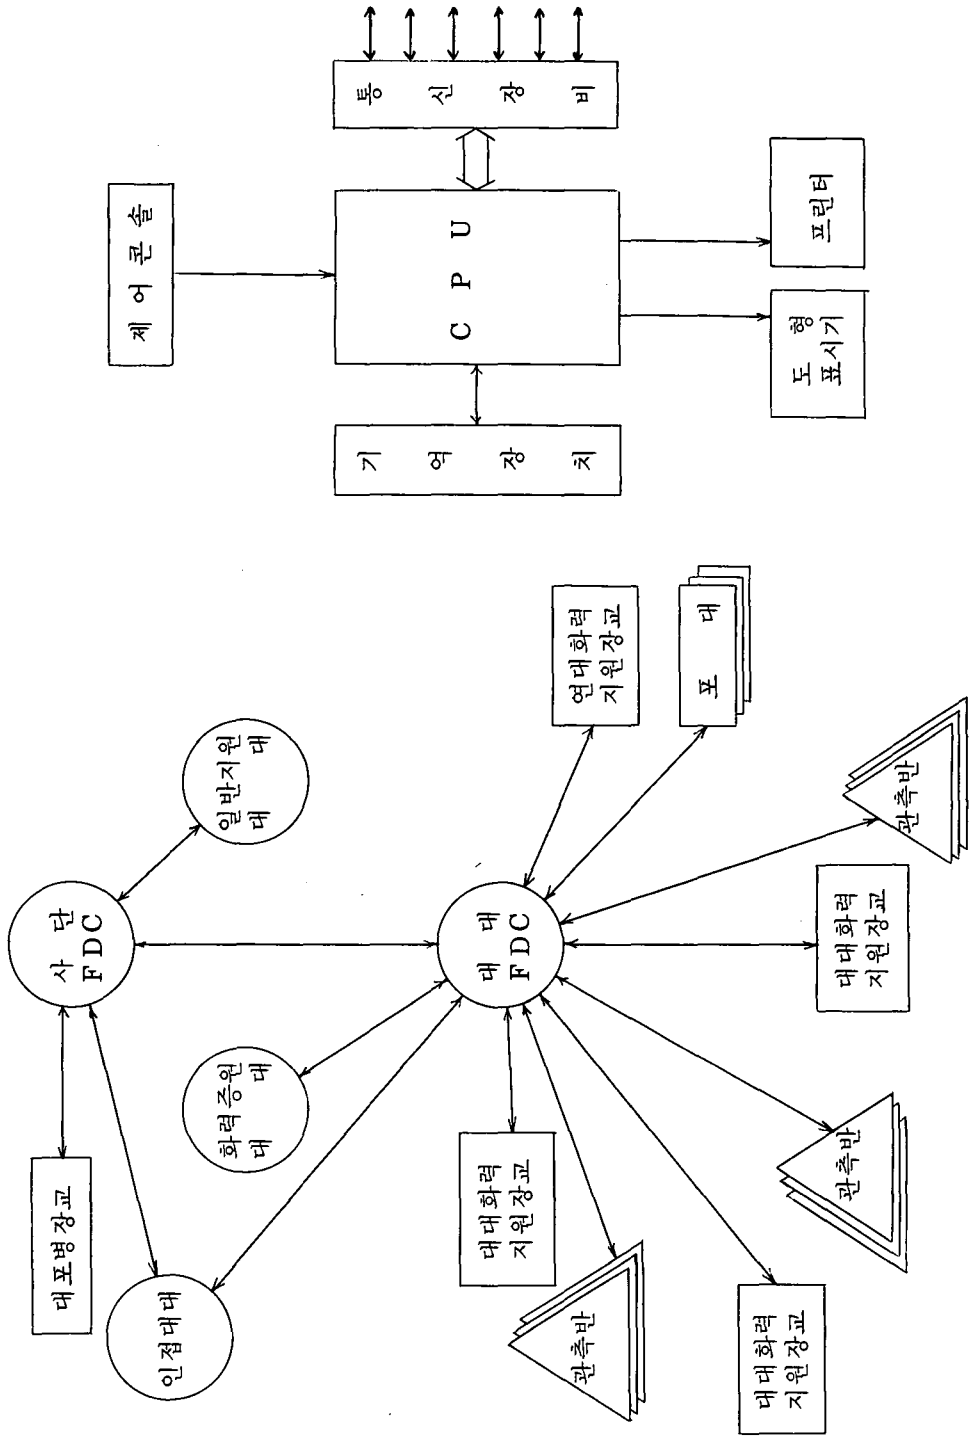 대포병장교
사 단
FDC
일반지원
대 대
인접대대
화력증원
대 대
대 대
FDC
연대화력
지원장교
포 대
대대화력
지원장교
관측반
대대화력
지원장교
관측반
대대화력
지원장교
관측반
제어콘솔
기억장치
C P U
통신장비
도형
표시기
프린터